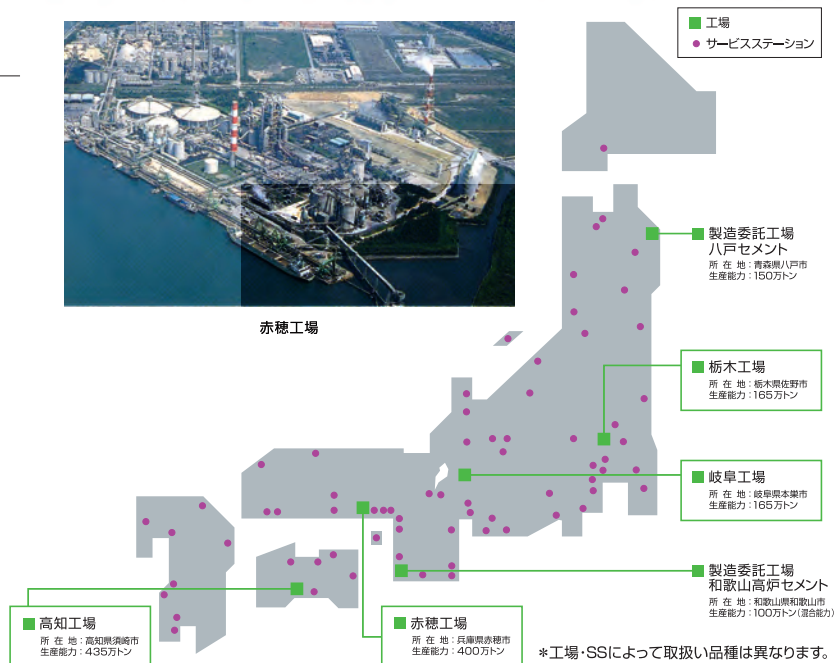 工場
サービスステーション
赤穂工場
製造委託工場
八戸セメント
所 在 地：青森県八戸市
生産能力：150万トン
栃木工場
所 在 地：栃木県佐野市
生産能力：165万トン
岐阜工場
所 在 地：岐阜県本巣市
生産能力：165万トン
製造委託工場
和歌山高炉セメント
所 在 地：和歌山県和歌山市
生産能力：100万トン（混合能力）
高知工場
所 在 地：高知県須崎市
生産能力：435万トン
赤穂工場
所 在 地：兵庫県赤穂市
生産能力：400万トン
＊工場・SSによって取扱い品種は異なります。